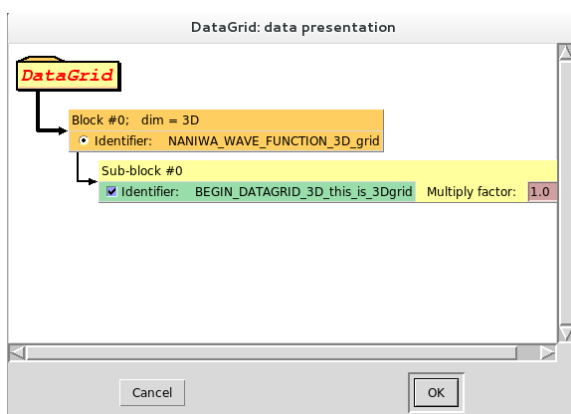 DataGrid: data presentation
DataGrid
Block #0; dim = 3D
Identifier: NANIWA_WAVE_FUNCTION_3D_grid
Sub-block #0
Identifier: BEGIN_DATAGRID_3D_this_is_3Dgrid Multiply factor: 1.0
Cancel OK